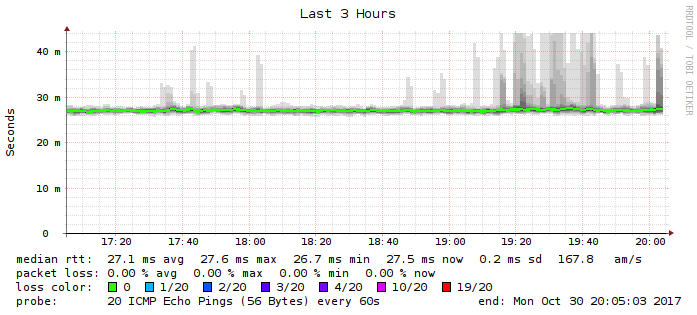 Last 3 Hours
RRDTOOL / TOBI OETIKER
Seconds
40 m
30 m
20 m
10 m
0
17:20 17:40 18:00 18:20 18:40 19:00 19:20 19:40 20:00
median rtt: 27.1 ms avg 27.6 ms max 26.7 ms min 27.5 ms now 0.2 ms sd 167.8 am/s
packet loss: 0.00 % avg 0.00 % max 0.00 % min 0.00 % now
loss color: 0 1/20 2/20 3/20 4/20 10/20 19/20
probe: 20 ICMP Echo Pings (56 Bytes) every 60s end: Mon Oct 30 20:05:03 2017